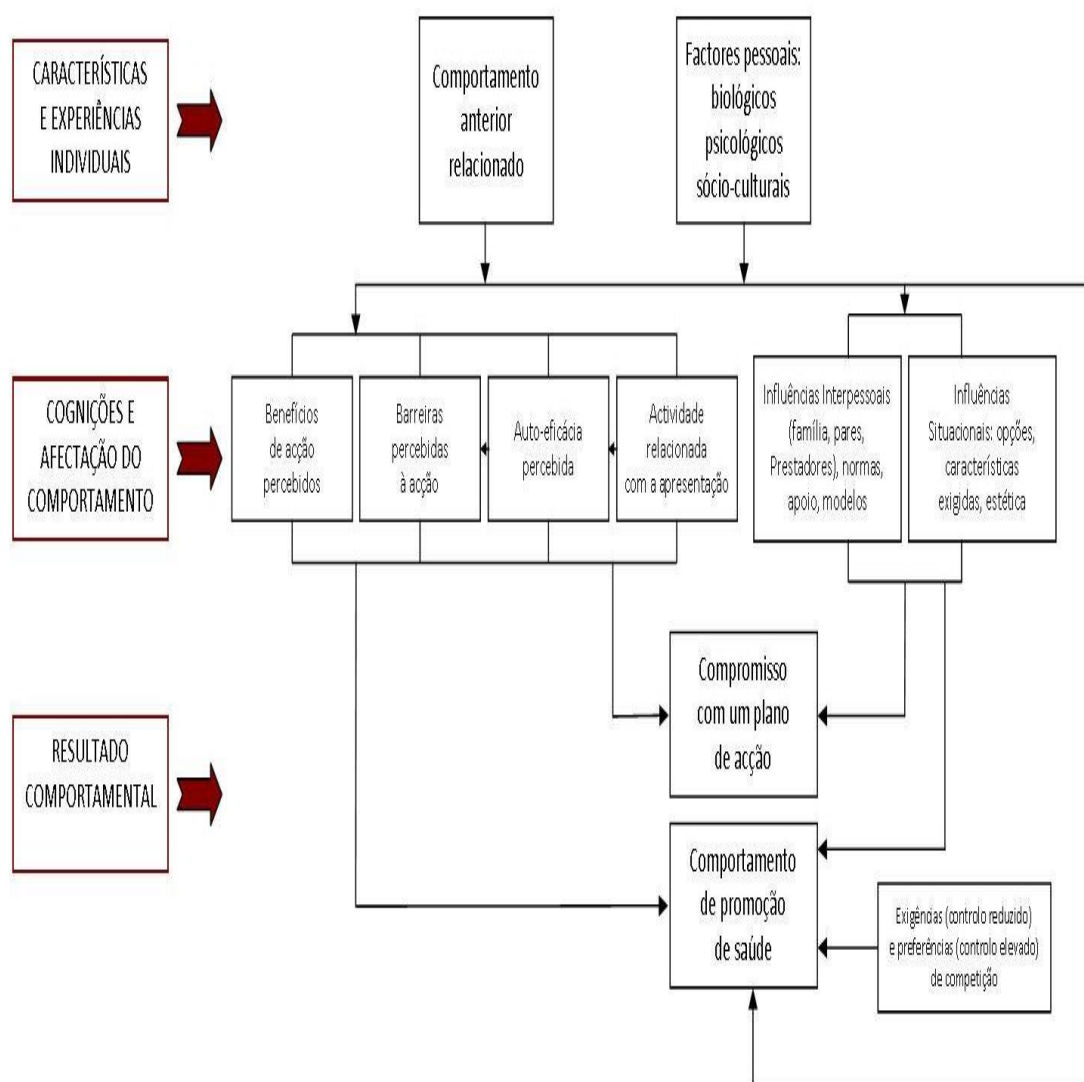 CARACTERÍSTICAS
E EXPERIÊNCIAS
INDIVIDUAIS
Comportamento
anterior
relacionado
Factores pessoais:
biológicos
psicológicos
sócio-culturais
COGNIÇÕES E
AFECTAÇÃO DO
COMPORTAMENTO
Benefícios
de acção
percebidos
Barreiras
percebidas
à acção
Auto-eficácia
percebida
Actividade
relacionada
com a apresentação
Influências Interpessoais
(família, pares,
Prestadores), normas,
apoio, modelos
Influências
Situacionais: opções,
características
exigidas, estética
RESULTADO
COMPORTAMENTAL
Compromisso
com um plano
de acção
Comportamento
de promoção
de saúde
Exigências (controlo reduzido)
e preferências (controlo elevado)
de competição